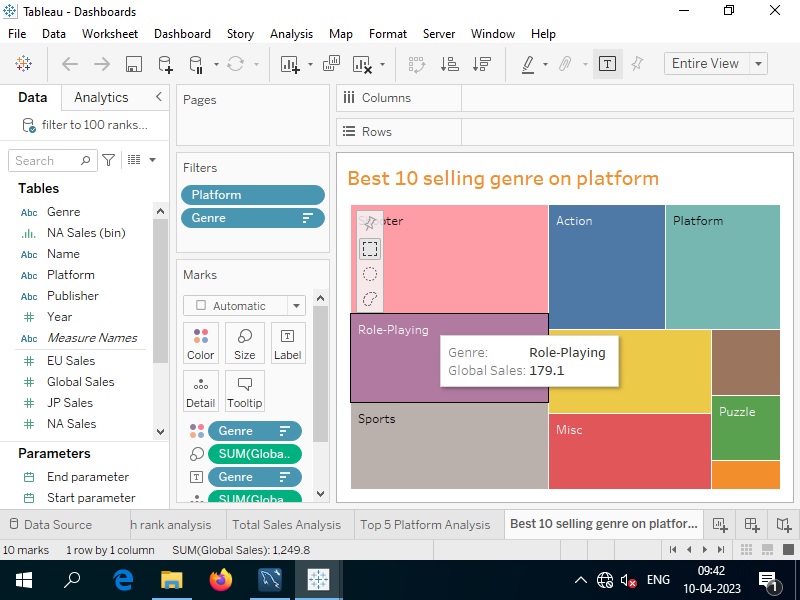 Tableau - Dashboards
File Data Worksheet Dashboard Story Analysis Map Format Server Window Help
Entire View
Data Analytics
filter to 100 ranks...
Search
Tables
Abc Genre
NA Sales (bin)
Abc Name
Abc Platform
Abc Publisher
Year
Abc Measure Names
EU Sales
Global Sales
JP Sales
NA Sales
Parameters
End parameter
Start parameter
Pages
Filters
Platform
Genre
Marks
Automatic
Color Size Label
Detail Tooltip
Genre
SUM(Globa..
Genre
SUM(Globa..
Columns
Rows
Best 10 selling genre on platform
Action
Platform
Role-Playing
Genre: Role-Playing
Global Sales: 179.1
Sports
Misc
Puzzle
Data Source h rank analysis Total Sales Analysis Top 5 Platform Analysis Best 10 selling genre on platfor...
10 marks 1 row by 1 column SUM(Global Sales): 1,249.8
ENG
09:42
10-04-2023
1